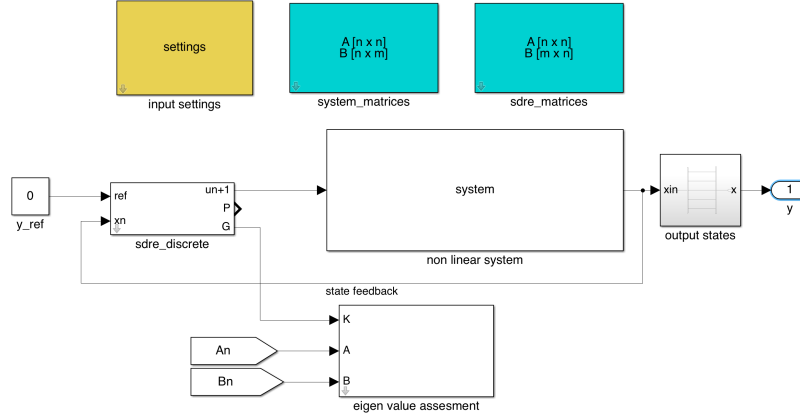 settings
input settings
A [n x n]
B [n x m]
system_matrices
A [n x n]
B [m x n]
sdre_matrices
0
y_ref
ref
xn
un+1
P
G
sdre_discrete
system
non linear system
xin
x
output states
1
y
state feedback
An
Bn
K
A
B
eigen value assesment